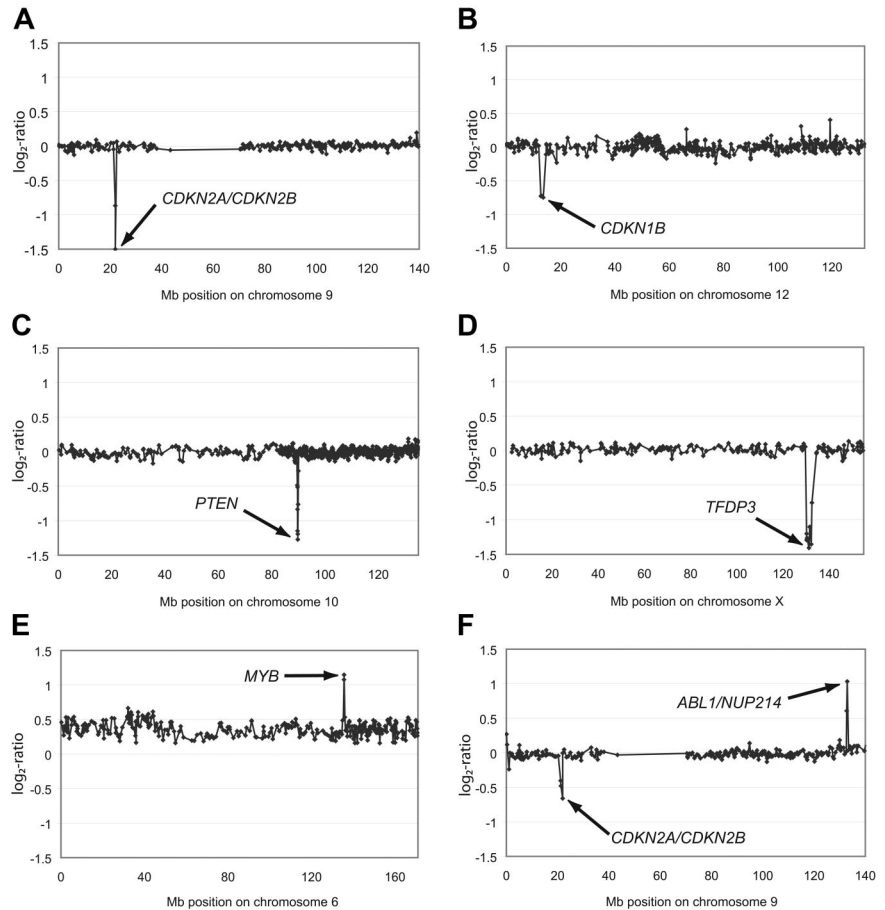 A
1.5
1
0.5
0
-0.5
-1
-1.5
log₂-ratio
CDKN2A/CDKN2B
0 20 40 60 80 100 120 140
Mb position on chromosome 9
B
1.5
1
0.5
0
-0.5
-1
-1.5
log₂-ratio
CDKN1B
0 20 40 60 80 100 120
Mb position on chromosome 12
C
1.5
1
0.5
0
-0.5
-1
-1.5
log₂-ratio
PTEN
0 20 40 60 80 100 120
Mb position on chromosome 10
D
1.5
1
0.5
0
-0.5
-1
-1.5
log₂-ratio
TFDP3
0 20 40 60 80 100 120 140
Mb position on chromosome X
E
1.5
1
0.5
0
-0.5
-1
-1.5
log₂-ratio
MYB
0 40 80 120 160
Mb position on chromosome 6
F
1.5
1
0.5
0
-0.5
-1
-1.5
log₂-ratio
ABL1/NUP214
CDKN2A/CDKN2B
0 20 40 60 80 100 120 140
Mb position on chromosome 9